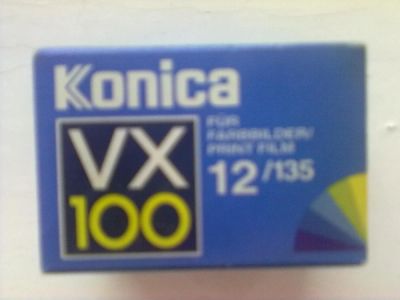 Konica
VX
100
FÜR
FARBBILDER/
PRINT FILM
12/135